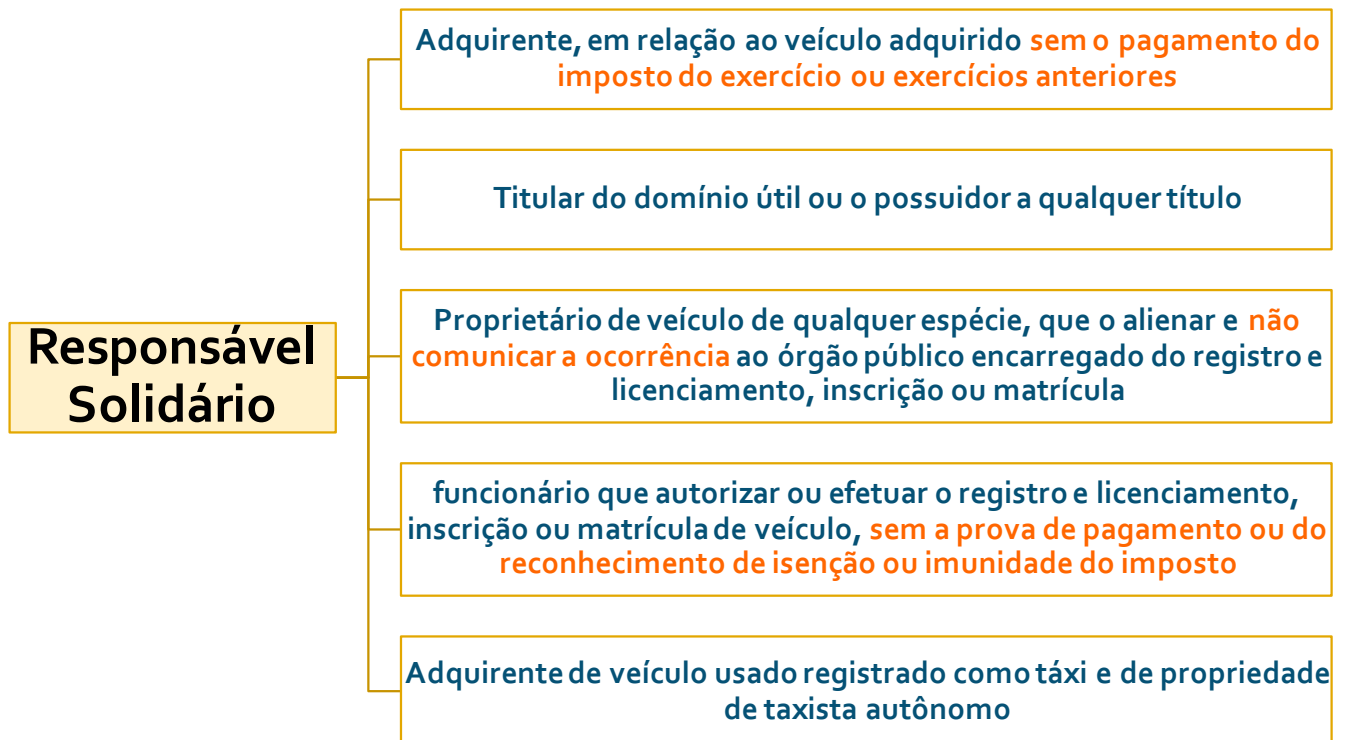 Responsável
Solidário
Adquirente, em relação ao veículo adquirido sem o pagamento do
imposto do exercício ou exercícios anteriores
Titular do domínio útil ou o possuidor a qualquer título
Proprietário de veículo de qualquer espécie, que o alienar e não
comunicar a ocorrência ao órgão público encarregado do registro e
licenciamento, inscrição ou matrícula
funcionário que autorizar ou efetuar o registro e licenciamento,
inscrição ou matrícula de veículo, sem a prova de pagamento ou do
reconhecimento de isenção ou imunidade do imposto
Adquirente de veículo usado registrado como táxi e de propriedade
de taxista autônomo